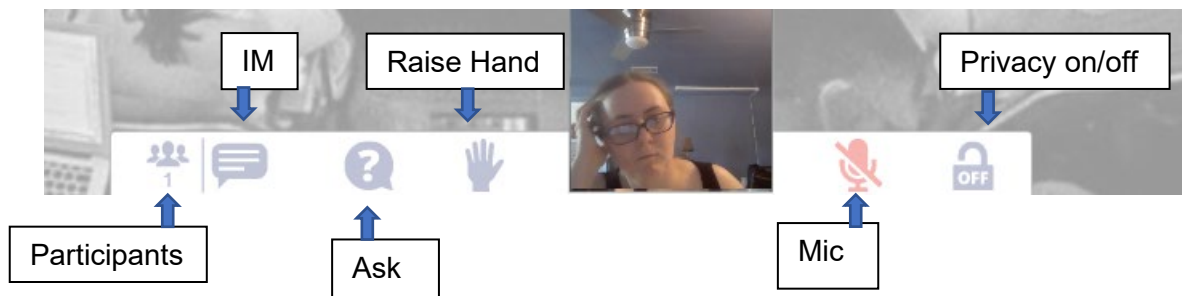 IM
Raise Hand
Privacy on/off
1
OFF
Participants
Ask
Mic